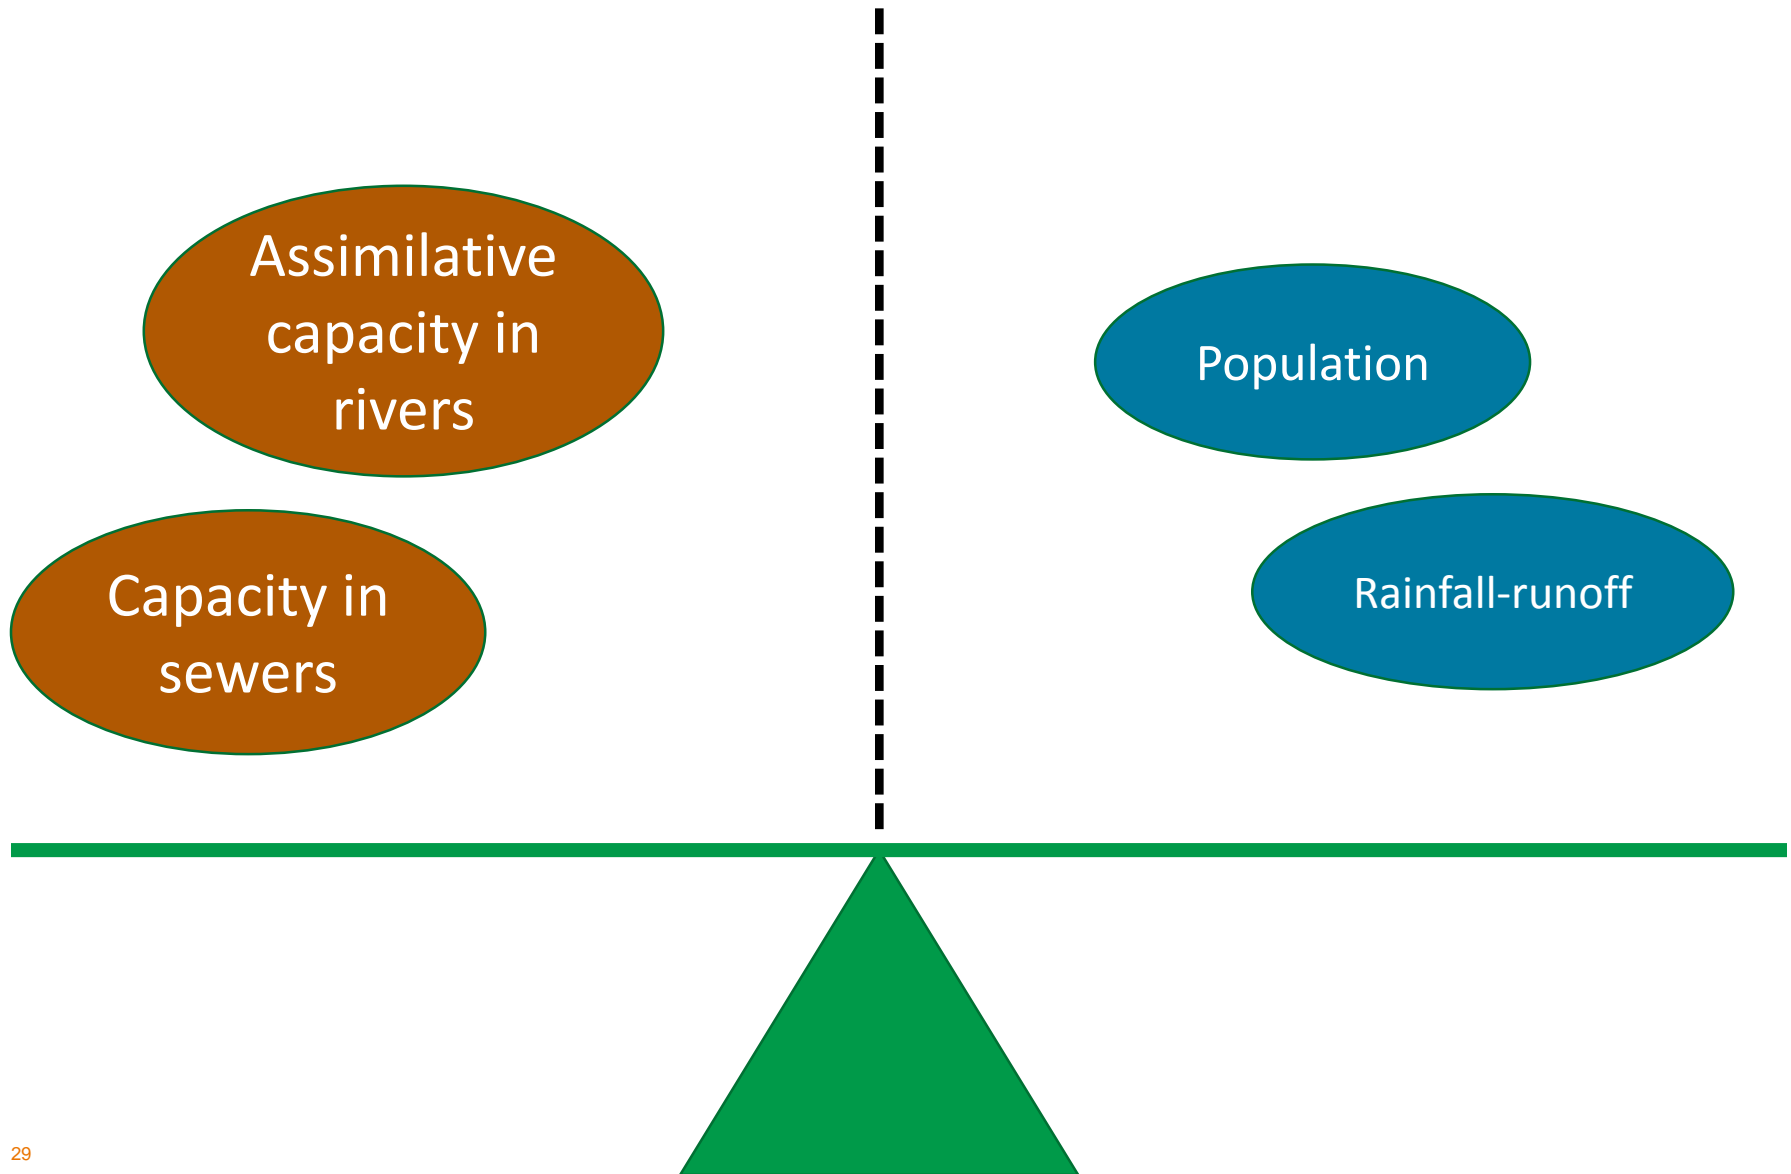 Assimilative
capacity in
rivers
Capacity in
sewers
Population
Rainfall-runoff
29